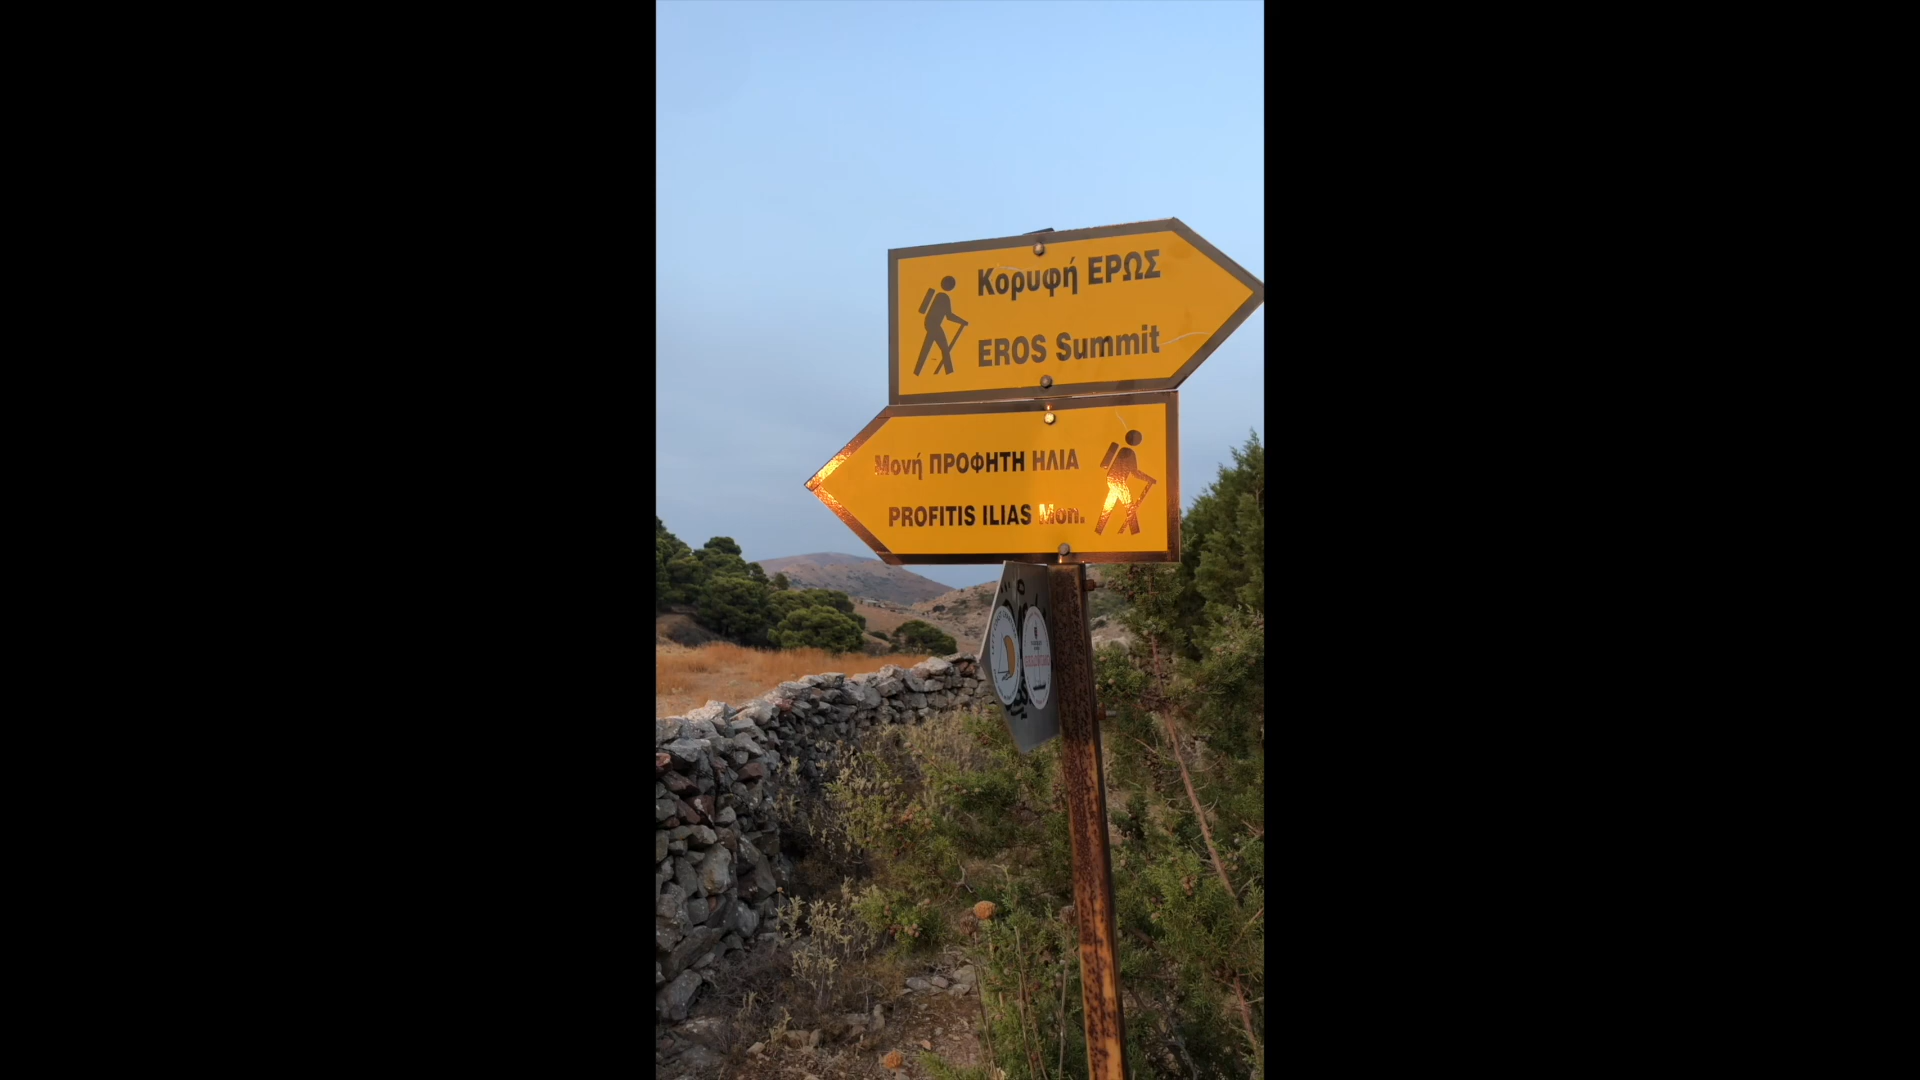 Κορυφή ΕΡΩΣ
EROS Summit
Μονή ΠΡΟΦΗΤΗ ΗΛΙΑ
PROFITIS ILIAS Mon.